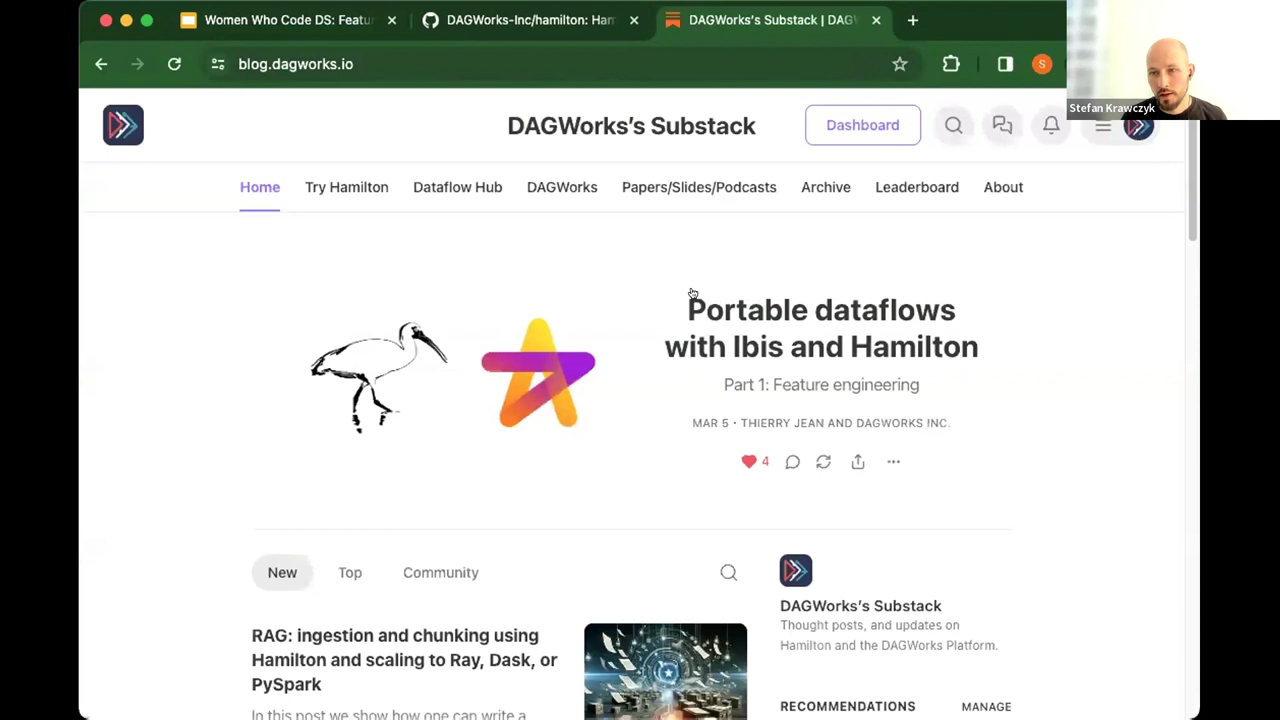 Women Who Code DS: Featu
DAGWorks-Inc/hamilton: Ham
DAGWorks's Substack | DAGW
blog.dagworks.io
S
Stefan Krawczyk
DAGWorks's Substack
Dashboard
Home
Try Hamilton
Dataflow Hub
DAGWorks
Papers/Slides/Podcasts
Archive
Leaderboard
About
Portable dataflows
with Ibis and Hamilton
Part 1: Feature engineering
MAR 5 • THIERRY JEAN AND DAGWORKS INC.
4
New
Top
Community
RAG: ingestion and chunking using
Hamilton and scaling to Ray, Dask, or
PySpark
In this post we show how one can write a
DAGWorks's Substack
Thought posts, and updates on
Hamilton and the DAGWorks Platform.
RECOMMENDATIONS
MANAGE